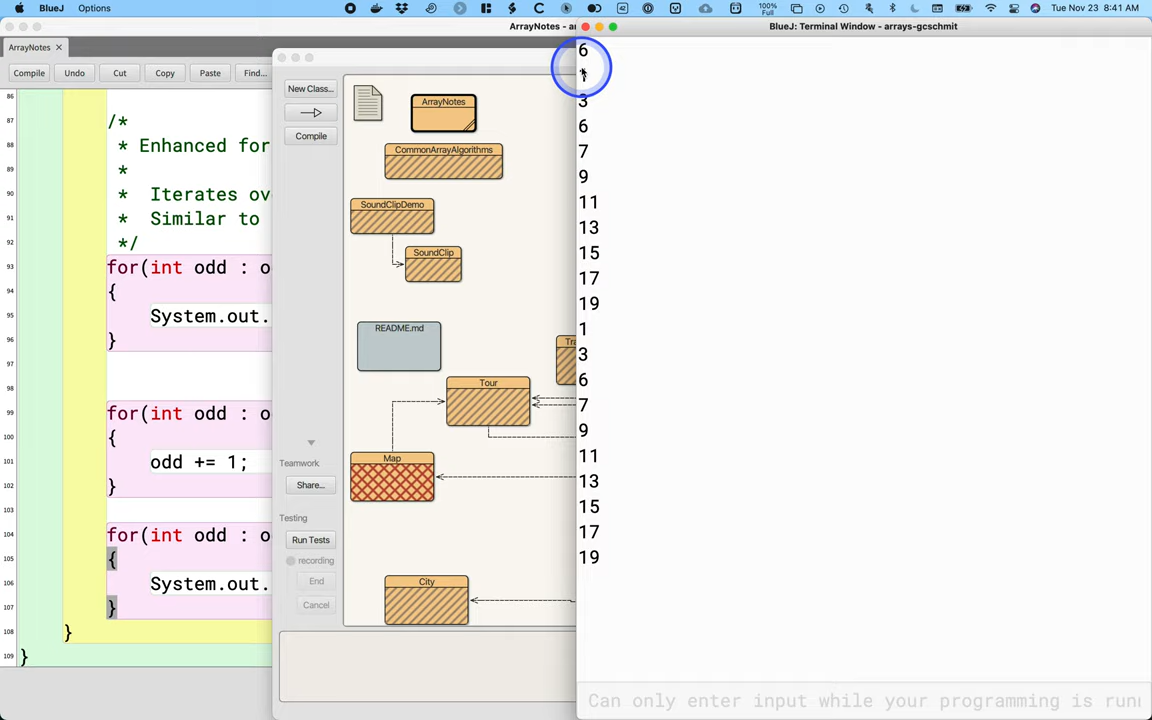 BlueJ Options
100% Full
Tue Nov 23 8:41 AM
ArrayNotes - ar
BlueJ: Terminal Window - arrays-gcschmit
ArrayNotes ×
Compile Undo Cut Copy Paste Find...
86
87 /*
88 * Enhanced for
89 *
90 * Iterates ov
91 * Similar to
92 */
93 for(int odd : o
94 {
95 System.out.
96 }
97
98
99 for(int odd : o
100 {
101 odd += 1;
102 }
103
104 for(int odd : o
105 {
106 System.out.
107 }
108 }
109 }
New Class...
Compile
Teamwork
Share...
Testing
Run Tests
recording
End
Cancel
ArrayNotes
CommonArrayAlgorithms
SoundClipDemo
SoundClip
README.md
Tra
Tour
Map
City
6
1
3
6
7
9
11
13
15
17
19
1
3
6
7
9
11
13
15
17
19
Can only enter input while your programming is runn